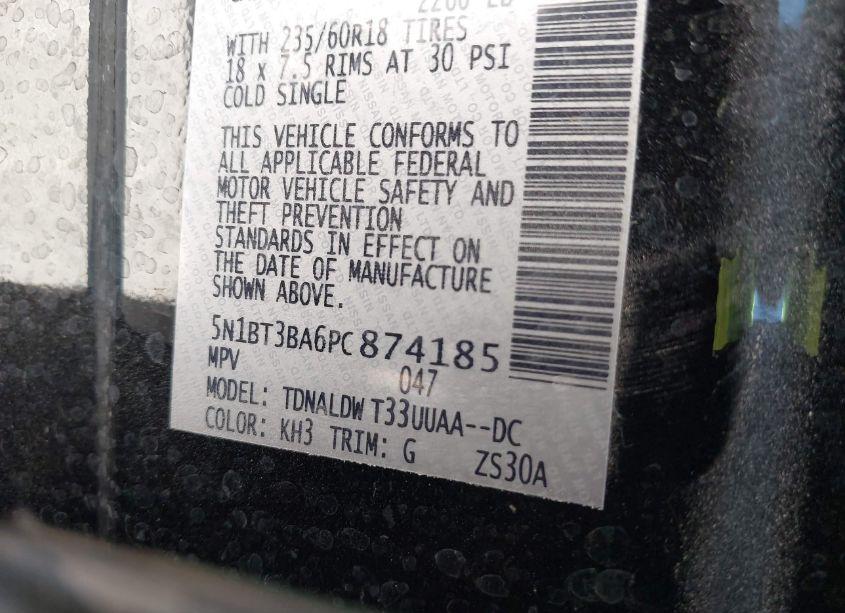 WITH 235/60R18 TIRES
18 x 7.5 RIMS AT 30 PSI
COLD SINGLE
THIS VEHICLE CONFORMS TO
ALL APPLICABLE FEDERAL
MOTOR VEHICLE SAFETY AND
THEFT PREVENTION
STANDARDS IN EFFECT ON
THE DATE OF MANUFACTURE
SHOWN ABOVE.
5N1BT3BA6PC874185
MPV 047
MODEL: TDNALDW T33UUAA--DC
COLOR: KH3 TRIM: G ZS30A